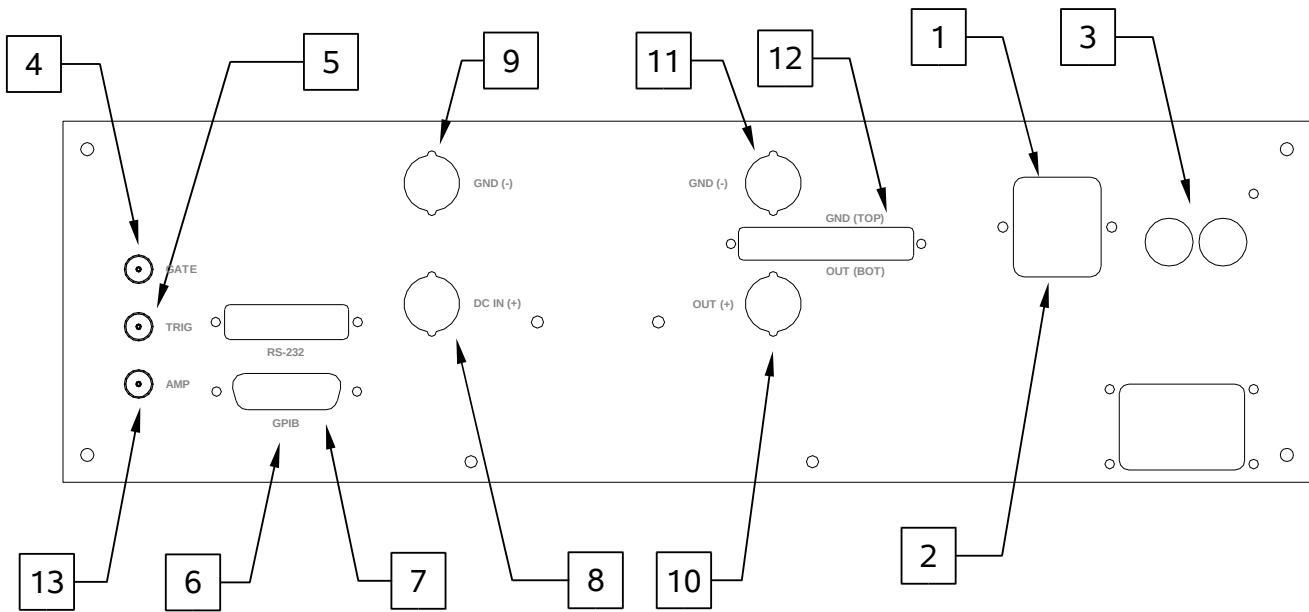 4
5
9
11
12
1
3
GND (-)
GND (-)
GND (TOP)
GATE
OUT (BOT)
DC IN (+)
OUT (+)
TRIG
RS-232
AMP
GPIB
13
6
7
8
10
2